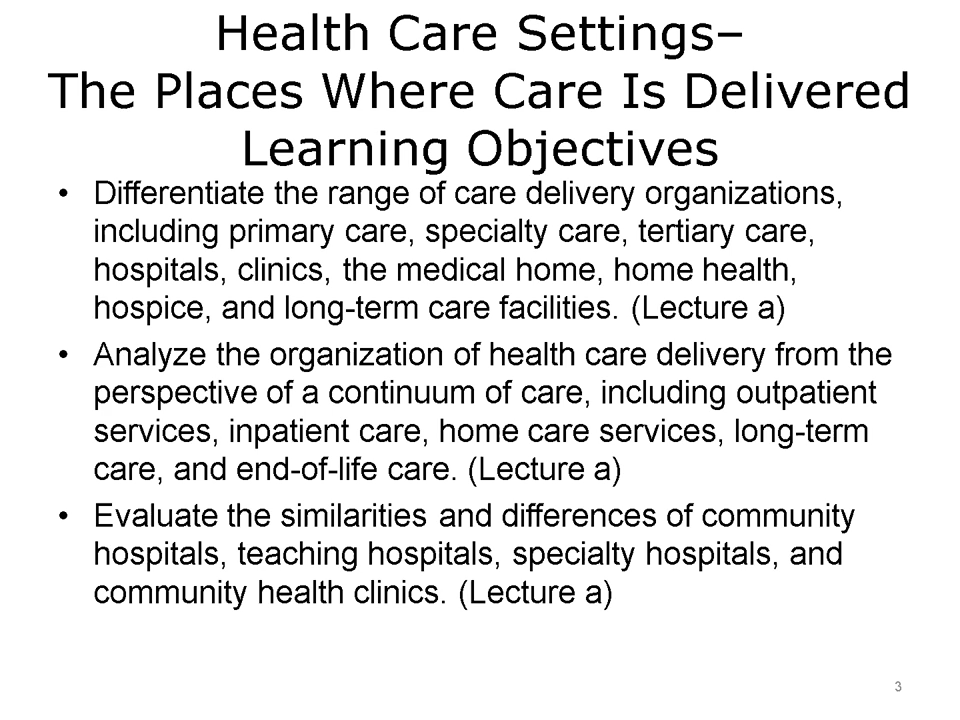 Health Care Settings–
The Places Where Care Is Delivered
Learning Objectives
• Differentiate the range of care delivery organizations,
including primary care, specialty care, tertiary care,
hospitals, clinics, the medical home, home health,
hospice, and long-term care facilities. (Lecture a)
• Analyze the organization of health care delivery from the
perspective of a continuum of care, including outpatient
services, inpatient care, home care services, long-term
care, and end-of-life care. (Lecture a)
• Evaluate the similarities and differences of community
hospitals, teaching hospitals, specialty hospitals, and
community health clinics. (Lecture a)
3